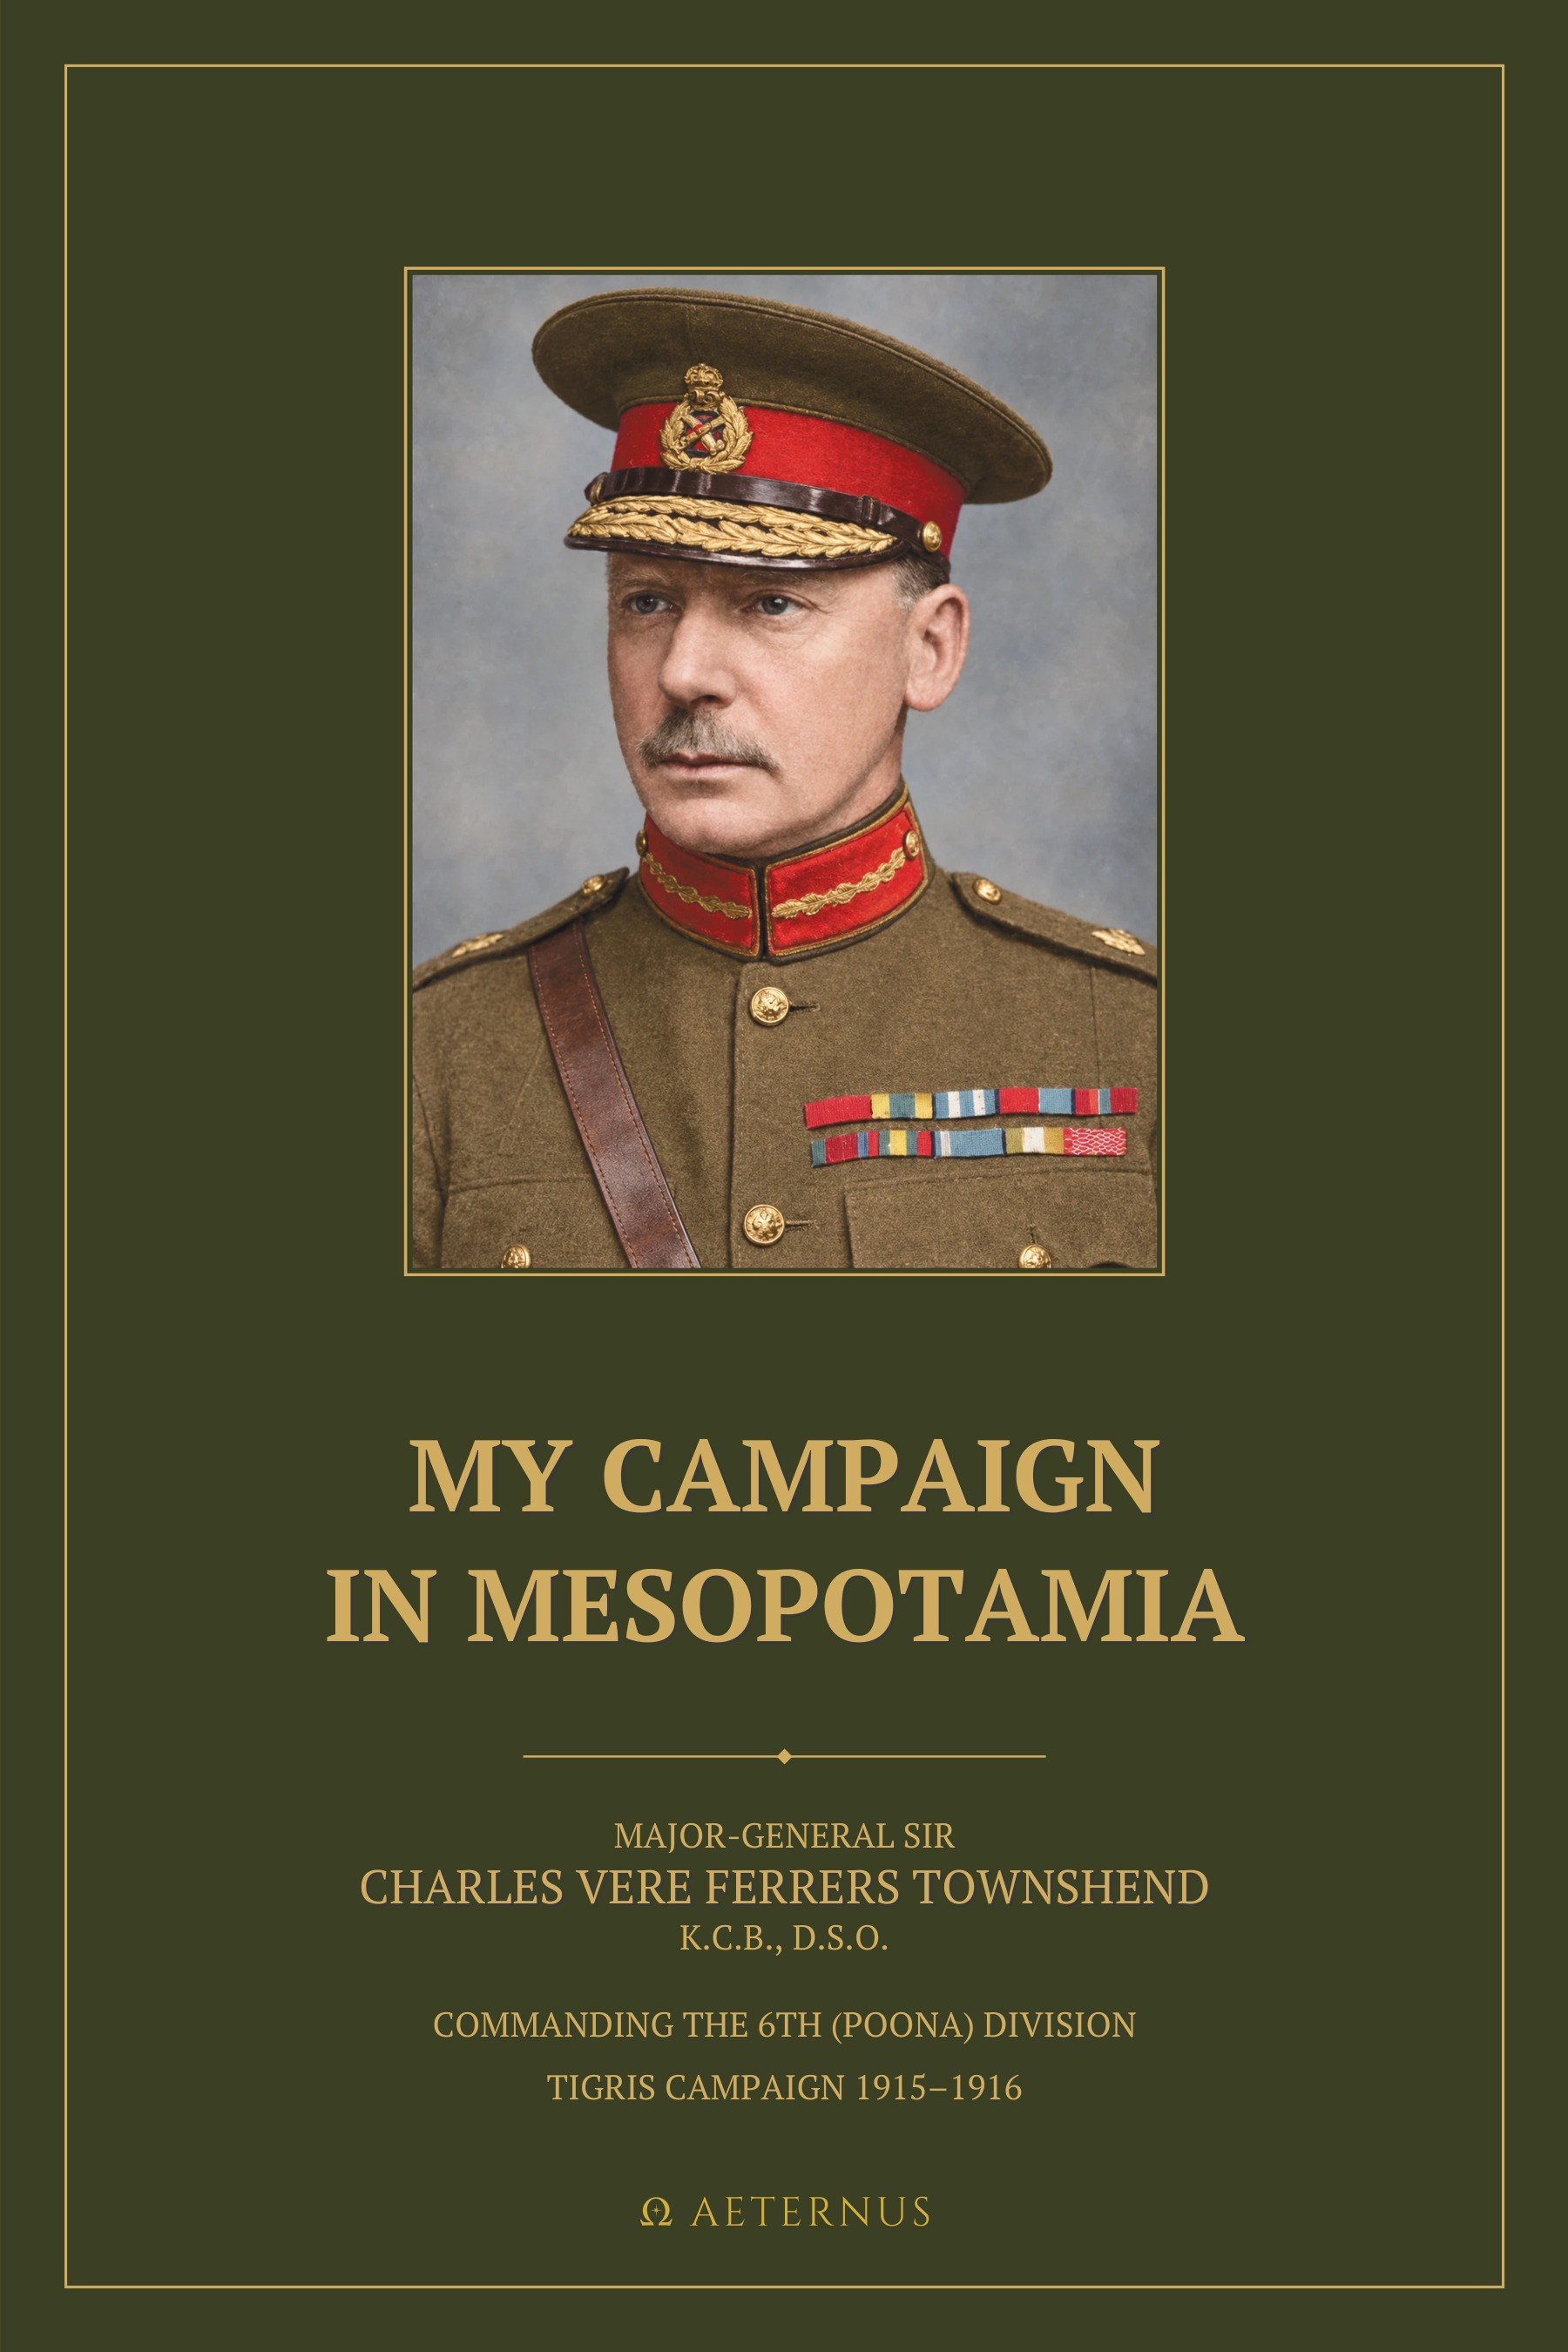 MY CAMPAIGN
IN MESOPOTAMIA
MAJOR-GENERAL SIR
CHARLES VERE FERRERS TOWNSHEND
K.C.B., D.S.O.
COMMANDING THE 6TH (POONA) DIVISION
TIGRIS CAMPAIGN 1915–1916
Ω AETERNUS